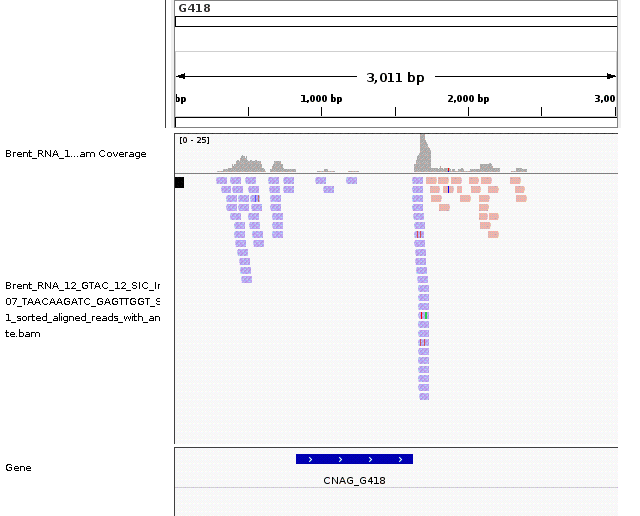 G418
3,011 bp
bp 1,000 bp 2,000 bp 3,00
[0 - 25]
Brent_RNA_1...am Coverage
Brent_RNA_12_GTAC_12_SIC_Ir
07_TAACAAGATC_GAGTTGGT_S
1_sorted_aligned_reads_with_an
te.bam
Gene
CNAG_G418